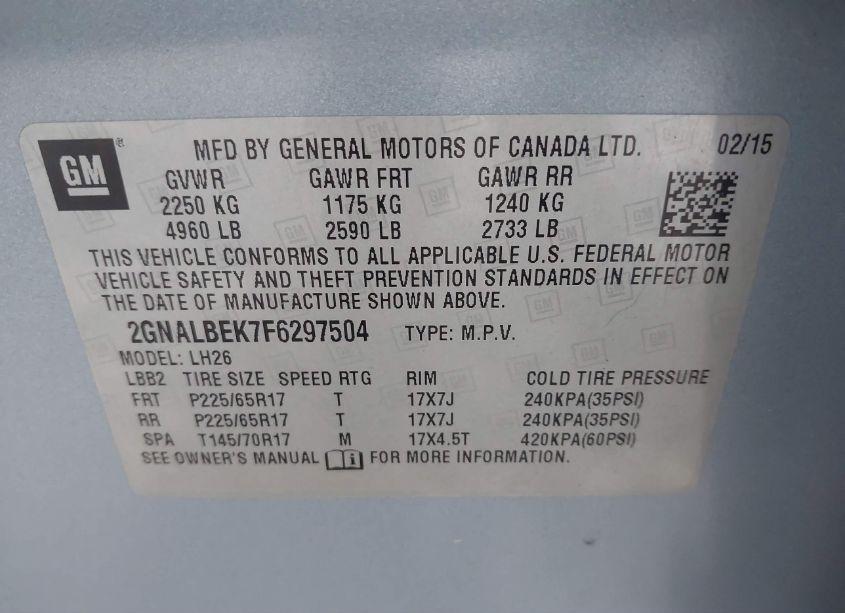 GM ® MFD BY GENERAL MOTORS OF CANADA LTD. 02/15
GVWR GAWR FRT GAWR RR
2250 KG 1175 KG 1240 KG
4960 LB 2590 LB 2733 LB
THIS VEHICLE CONFORMS TO ALL APPLICABLE U.S. FEDERAL MOTOR
VEHICLE SAFETY AND THEFT PREVENTION STANDARDS IN EFFECT ON
THE DATE OF MANUFACTURE SHOWN ABOVE.
2GNALBEK7F6297504 TYPE: M.P.V.
MODEL: LH26
LBB2 TIRE SIZE SPEED RTG RIM COLD TIRE PRESSURE
FRT P225/65R17 T 17X7J 240KPA(35PSI)
RR P225/65R17 T 17X7J 240KPA(35PSI)
SPA T145/70R17 M 17X4.5T 420KPA(60PSI)
SEE OWNER'S MANUAL FOR MORE INFORMATION.